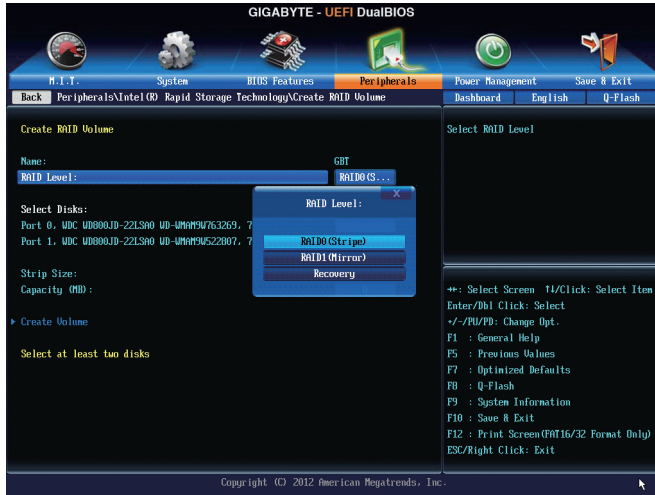 GIGABYTE - UEFI DualBIOS
M.I.T. System BIOS Features Peripherals Power Management Save & Exit
Back Peripherals\Intel(R) Rapid Storage Technology\Create RAID Volume Dashboard English Q-Flash
Create RAID Volume
Name: GBT
RAID Level: RAID0(S...
Select Disks:
Port 0, WDC WD800JD-22LSA0 WD-WMAM9W763269, 7
Port 1, WDC WD800JD-22LSA0 WD-WMAM9W522807, 7
Strip Size:
Capacity (MB):
Create Volume
Select at least two disks
X
RAID Level:
RAID0(Stripe)
RAID1(Mirror)
Recovery
Select RAID Level
↔: Select Screen ↑↓/Click: Select Item
Enter/Dbl Click: Select
+/-/PU/PD: Change Opt.
F1 : General Help
F5 : Previous Values
F7 : Optimized Defaults
F8 : Q-Flash
F9 : System Information
F10 : Save & Exit
F12 : Print Screen(FAT16/32 Format Only)
ESC/Right Click: Exit
Copyright (C) 2012 American Megatrends, Inc.